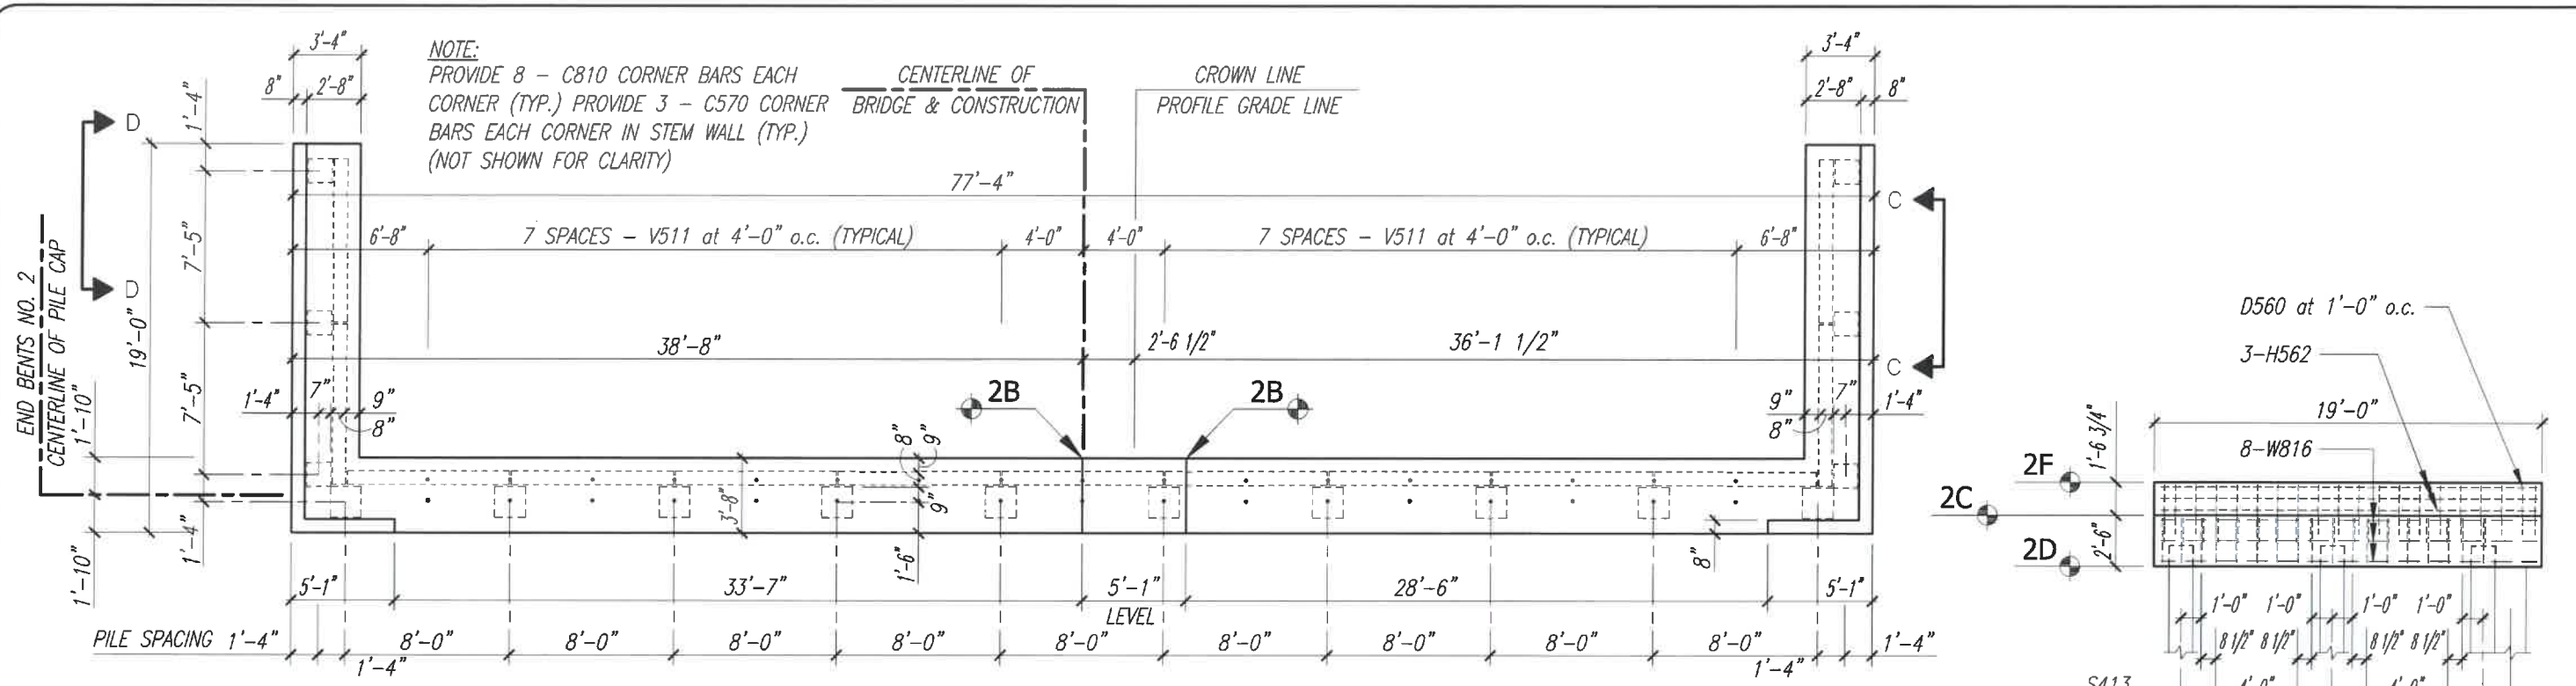 3'-4"
8"
2'-8"
1'-4"
NOTE:
PROVIDE 8 - C810 CORNER BARS EACH
CORNER (TYP.) PROVIDE 3 - C570 CORNER
BARS EACH CORNER IN STEM WALL (TYP.)
(NOT SHOWN FOR CLARITY)
CENTERLINE OF
BRIDGE & CONSTRUCTION
CROWN LINE
PROFILE GRADE LINE
3'-4"
2'-8"
8"
D
D
77'-4"
C
C
6'-8"
7 SPACES - V511 at 4'-0" o.c. (TYPICAL)
4'-0"
4'-0"
7 SPACES - V511 at 4'-0" o.c. (TYPICAL)
6'-8"
END BENTS NO. 2
CENTERLINE OF PILE CAP
19'-0"
7'-5"
7'-5"
1'-10"
1'-4"
1'-10"
38'-8"
2'-6 1/2"
36'-1 1/2"
1'-4"
7"
9"
8"
2B
2B
9"
7"
1'-4"
8"
8"
9"
3'-8"
9"
1'-6"
8"
5'-1"
33'-7"
5'-1"
LEVEL
28'-6"
5'-1"
PILE SPACING
1'-4"
1'-4"
8'-0"
8'-0"
8'-0"
8'-0"
8'-0"
8'-0"
8'-0"
8'-0"
8'-0"
1'-4"
1'-4"
D560 at 1'-0" o.c.
3-H562
19'-0"
8-W816
1'-6 3/4"
2'-6"
2F
2C
2D
1'-0"
1'-0"
1'-0"
1'-0"
8 1/2"
8 1/2"
8 1/2"
8 1/2"
S413
4'-0"
4'-0"